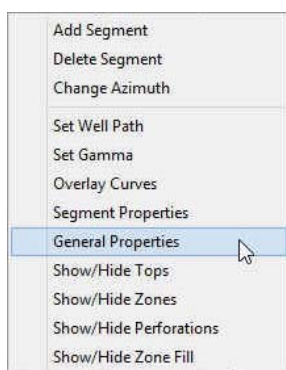 Add Segment
Delete Segment
Change Azimuth
Set Well Path
Set Gamma
Overlay Curves
Segment Properties
General Properties
Show/Hide Tops
Show/Hide Zones
Show/Hide Perforations
Show/Hide Zone Fill